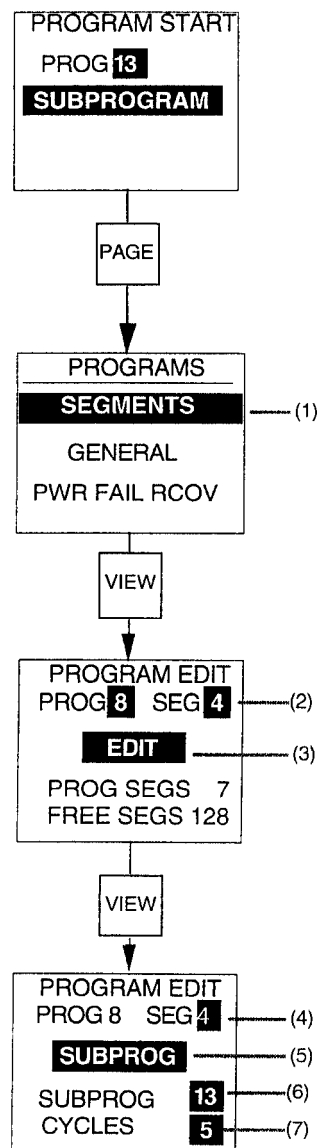 PROGRAM START
PROG 13
SUBPROGRAM
PAGE
PROGRAMS
SEGMENTS (1)
GENERAL
PWR FAIL RCOV
VIEW
PROGRAM EDIT
PROG 8 SEG 4 (2)
EDIT (3)
PROG SEGS 7
FREE SEGS 128
VIEW
PROGRAM EDIT
PROG 8 SEG 4 (4)
SUBPROG (5)
SUBPROG 13 (6)
CYCLES 5 (7)